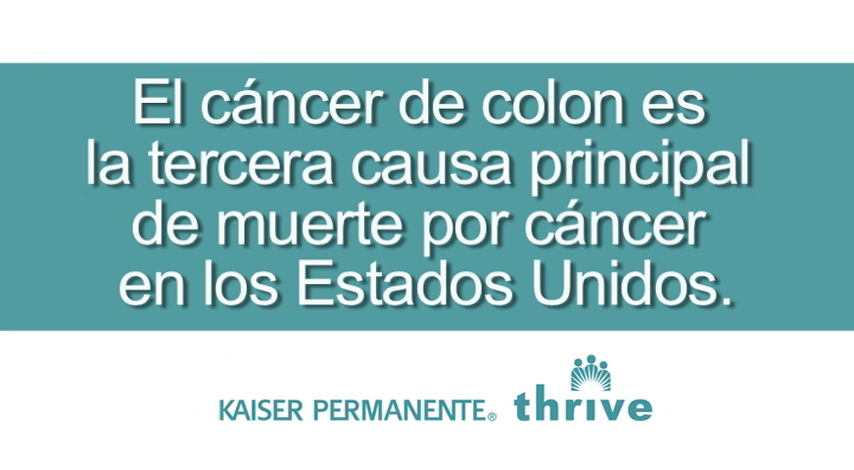 El cáncer de colon es
la tercera causa principal
de muerte por cáncer
en los Estados Unidos.
KAISER PERMANENTE® thrive